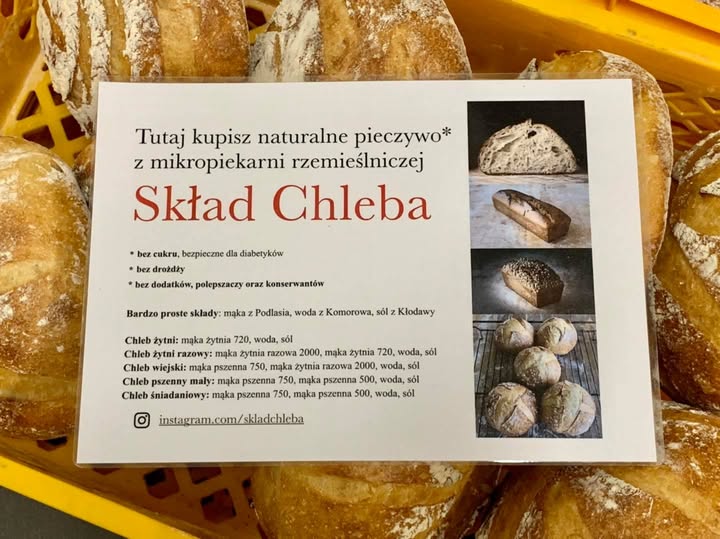 Tutaj kupisz naturalne pieczywo*
z mikropiekarni rzemieślniczej
Skład Chleba
* bez cukru, bezpieczne dla diabetyków
* bez drożdży
* bez dodatków, polepszaczy oraz konserwantów
Bardzo proste składy: mąka z Podlasia, woda z Komorowa, sól z Kłodawy
Chleb żytni: mąka żytnia 720, woda, sól
Chleb żytni razowy: mąka żytnia razowa 2000, mąka żytnia 720, woda, sól
Chleb wiejski: mąka pszenna 750, mąka żytnia razowa 2000, woda, sól
Chleb pszenny mały: mąka pszenna 750, mąka pszenna 500, woda, sól
Chleb śniadaniowy: mąka pszenna 750, mąka pszenna 500, woda, sól
instagram.com/skladchleba